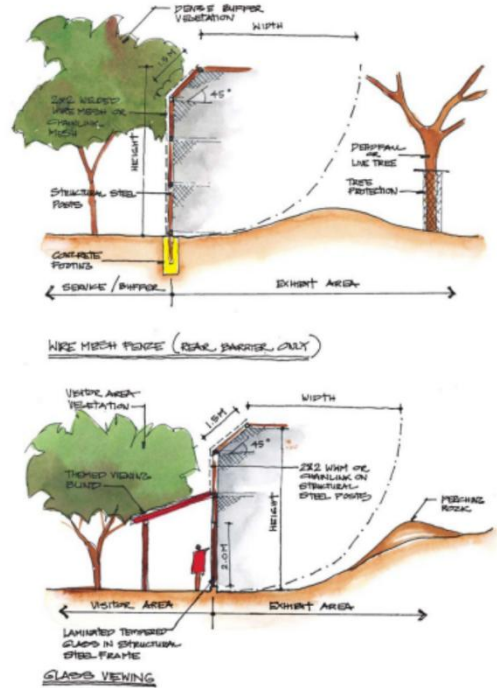 DENSE BUFFER
VEGETATION
WIDTH
1.5M
45°
2X2 WELDED
WIRE MESH OR
CHAINLINK
MESH
HEIGHT
DEADFALL
OR
LIVE TREE
TREE
PROTECTION
STRUCTURAL STEEL
POSTS
CONCRETE
FOOTING
SERVICE / BUFFER
EXHIBIT AREA
WIRE MESH FENCE (REAR BARRIER ONLY)
VISITOR AREA
VEGETATION
1.5M
WIDTH
45°
THEMED VIEWING
BLIND
2X2 WHM OR
CHAINLINK ON
STRUCTURAL
STEEL POSTS
HEIGHT
PERCHING
ROCK
2.0M
VISITOR AREA
EXHIBIT AREA
LAMINATED TEMPERED
GLASS IN STRUCTURAL
STEEL FRAME
GLASS VIEWING